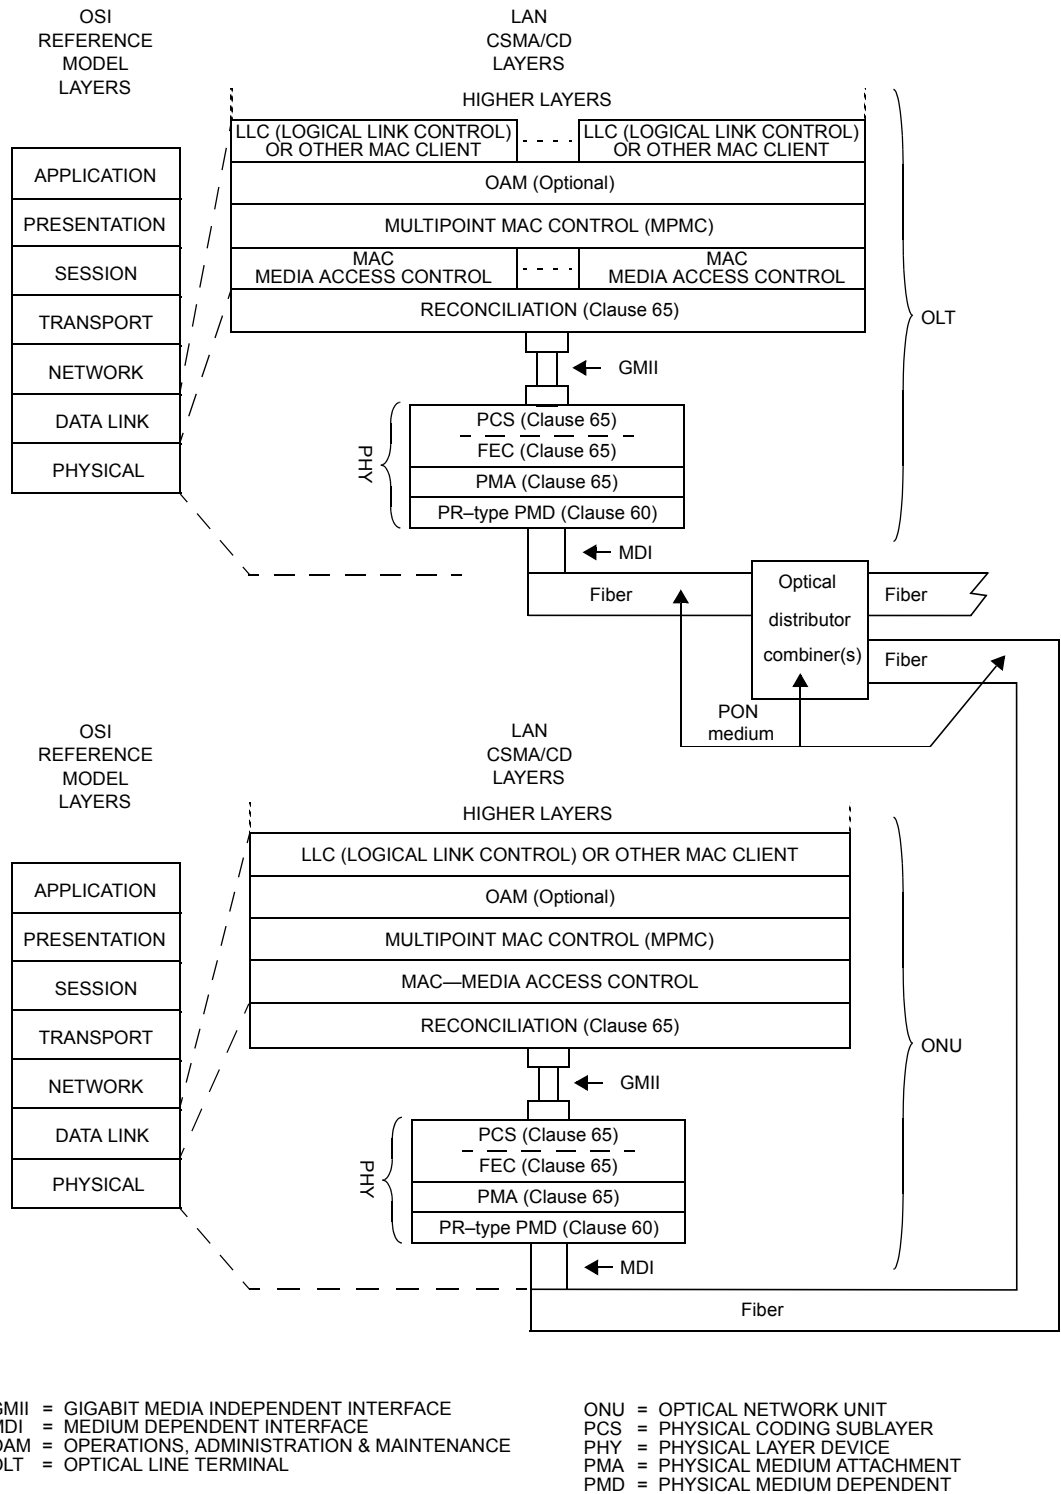 OSI
REFERENCE
MODEL
LAYERS
LAN
CSMA/CD
LAYERS
HIGHER LAYERS
LLC (LOGICAL LINK CONTROL)
OR OTHER MAC CLIENT
LLC (LOGICAL LINK CONTROL)
OR OTHER MAC CLIENT
OAM (Optional)
MULTIPOINT MAC CONTROL (MPMC)
MAC
MEDIA ACCESS CONTROL
MAC
MEDIA ACCESS CONTROL
RECONCILIATION (Clause 65)
APPLICATION
PRESENTATION
SESSION
TRANSPORT
NETWORK
DATA LINK
PHYSICAL
OLT
GMII
PHY
PCS (Clause 65)
FEC (Clause 65)
PMA (Clause 65)
PR–type PMD (Clause 60)
MDI
Fiber
Optical
distributor
combiner(s)
Fiber
Fiber
PON
medium
OSI
REFERENCE
MODEL
LAYERS
LAN
CSMA/CD
LAYERS
HIGHER LAYERS
LLC (LOGICAL LINK CONTROL) OR OTHER MAC CLIENT
OAM (Optional)
MULTIPOINT MAC CONTROL (MPMC)
MAC—MEDIA ACCESS CONTROL
RECONCILIATION (Clause 65)
APPLICATION
PRESENTATION
SESSION
TRANSPORT
NETWORK
DATA LINK
PHYSICAL
ONU
GMII
PHY
PCS (Clause 65)
FEC (Clause 65)
PMA (Clause 65)
PR–type PMD (Clause 60)
MDI
Fiber
GMII = GIGABIT MEDIA INDEPENDENT INTERFACE
MDI = MEDIUM DEPENDENT INTERFACE
OAM = OPERATIONS, ADMINISTRATION & MAINTENANCE
OLT = OPTICAL LINE TERMINAL
ONU = OPTICAL NETWORK UNIT
PCS = PHYSICAL CODING SUBLAYER
PHY = PHYSICAL LAYER DEVICE
PMA = PHYSICAL MEDIUM ATTACHMENT
PMD = PHYSICAL MEDIUM DEPENDENT